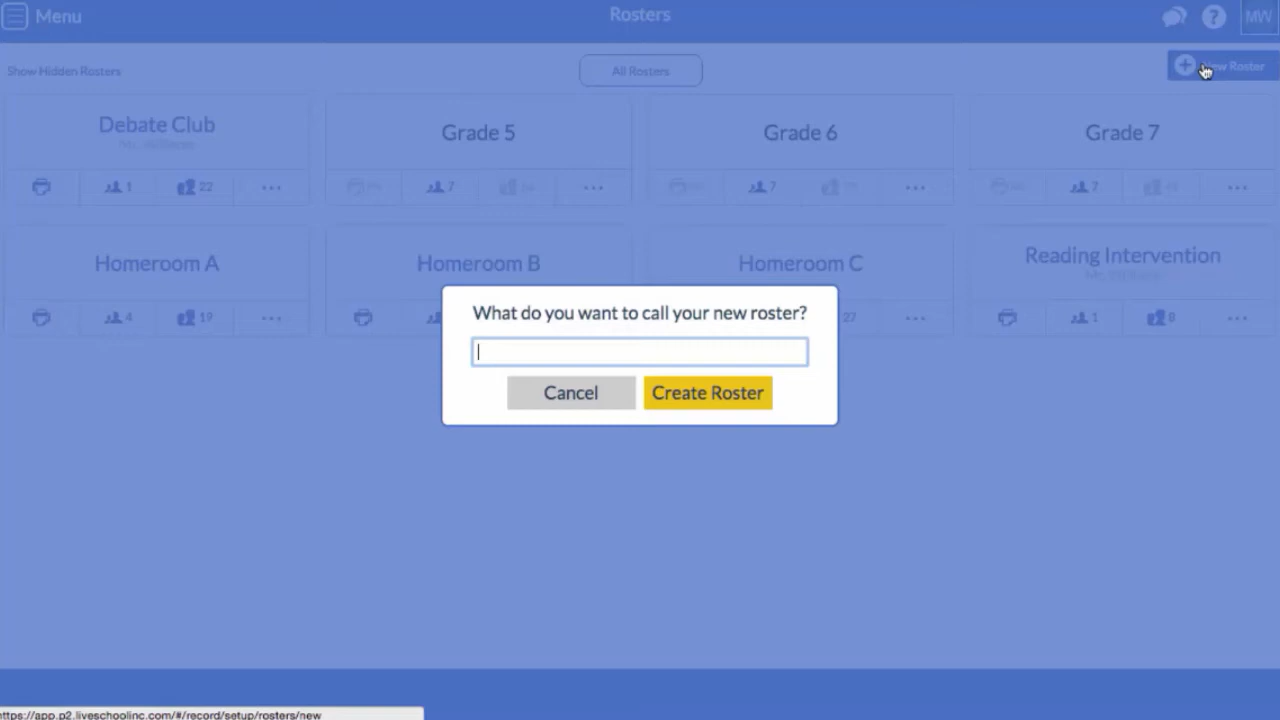 Menu
Rosters
?
MW
Show Hidden Rosters
All Rosters
New Roster
Debate Club
Grade 5
Grade 6
Grade 7
1
22
...
7
...
7
...
7
...
Homeroom A
Homeroom B
Homeroom C
Reading Intervention
4
19
...
27
...
1
8
...
What do you want to call your new roster?
Cancel
Create Roster
https://app.p2.liveschoolinc.com/#/record/setup/rosters/new